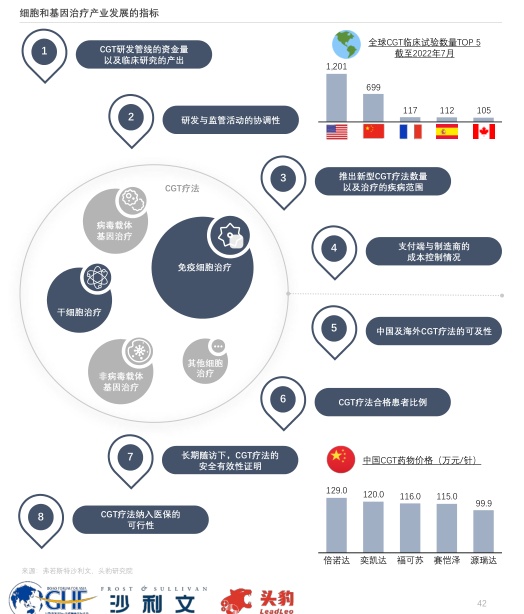 细胞和基因治疗产业发展的指标
1
CGT研发管线的资金量
以及临床研究的产出
2
研发与监管活动的协调性
全球CGT临床试验数量TOP 5
截至2022年7月
1,201
699
117
112
105
3
推出新型CGT疗法数量
以及治疗的疾病范围
CGT疗法
病毒载体
基因治疗
免疫细胞治疗
干细胞治疗
非病毒载体
基因治疗
其他细胞
治疗
4
支付端与制造商的
成本控制情况
5
中国及海外CGT疗法的可及性
6
CGT疗法合格患者比例
7
长期随访下，CGT疗法的
安全有效性证明
8
CGT疗法纳入医保的
可行性
中国CGT药物价格（万元/针）
129.0
120.0
116.0
115.0
99.9
倍诺达
奕凯达
福可苏
赛恺泽
源瑞达
来源：弗若斯特沙利文，头豹研究院
GHF
FROST & SULLIVAN
沙利文
头豹
LeadLeo
42